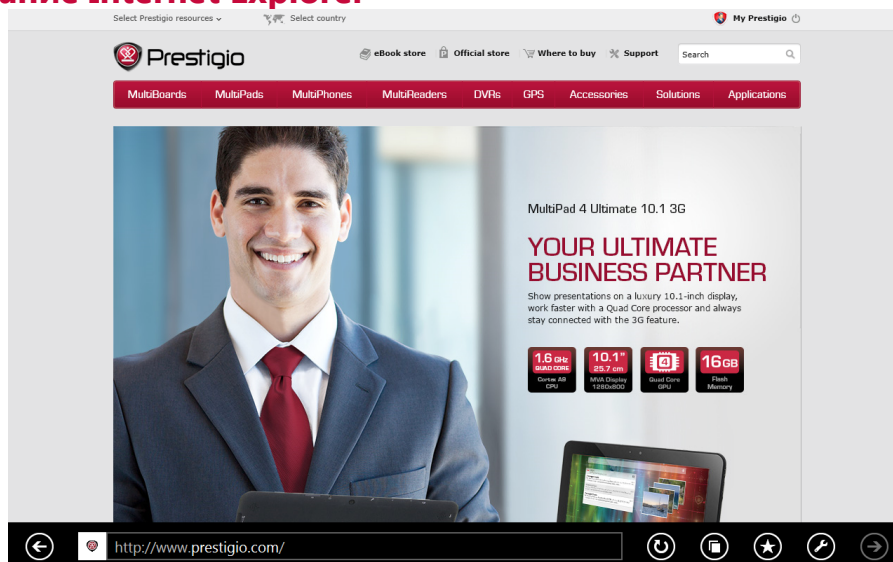 ание Internet Explorer
Select Prestigio resources
Select country
My Prestigio
Prestigio
eBook store
Official store
Where to buy
Support
Search
MultiBoards MultiPads MultiPhones MultiReaders DVRs GPS Accessories Solutions Applications
MultiPad 4 Ultimate 10.1 3G
YOUR ULTIMATE
BUSINESS PARTNER
Show presentations on a luxury 10.1-inch display,
work faster with a Quad Core processor and always
stay connected with the 3G feature.
1.6 GHz
QUAD CORE
Cortex A9
CPU
10.1"
25.7 cm
MVA Display
1280x800
4
Quad Core
GPU
16GB
Flash
Memory
http://www.prestigio.com/